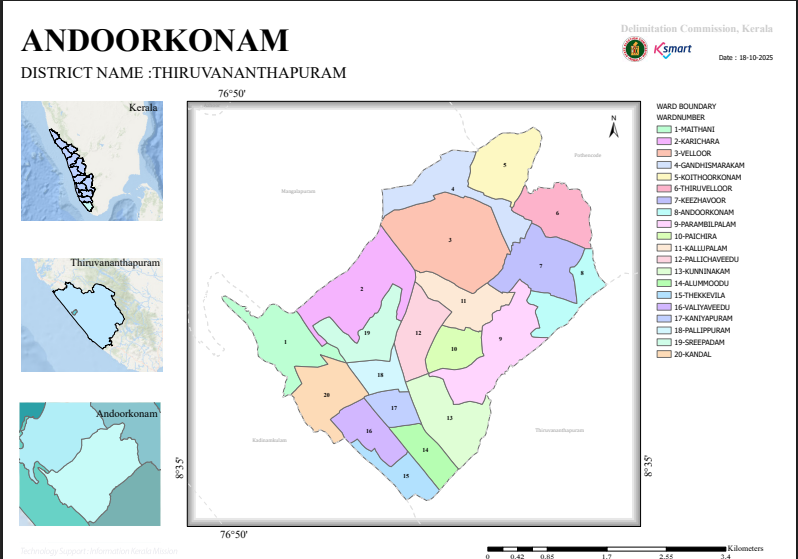 ANDOORKONAM
DISTRICT NAME :THIRUVANANTHAPURAM
Delimitation Commission, Kerala
Ksmart
Date : 18-10-2025
Kerala
Thiruvananthapuram
Andoorkonam
76°50'
N
Pothencode
Mangalapuram
5
4
6
3
7
8
2
11
19
12
9
1
10
18
20
17
13
16
14
15
Kadinamkulam
Thiruvananthapuram
8°35'
8°35'
76°50'
WARD BOUNDARY
WARDNUMBER
1-MAITHANI
2-KARICHARA
3-VELLOOR
4-GANDHISMARAKAM
5-KOITHOORKONAM
6-THIRUVELLOOR
7-KEEZHAVOOR
8-ANDOORKONAM
9-PARAMBILPALAM
10-PAICHIRA
11-KALLUPALAM
12-PALLICHAVEEDU
13-KUNNINAKAM
14-ALUMMOODU
15-THEKKEVILA
16-VALIYAVEEDU
17-KANIYAPURAM
18-PALLIPPURAM
19-SREEPADAM
20-KANDAL
Technology Support : Information Kerala Mission
Kilometers
0 0.42 0.85 1.7 2.55 3.4